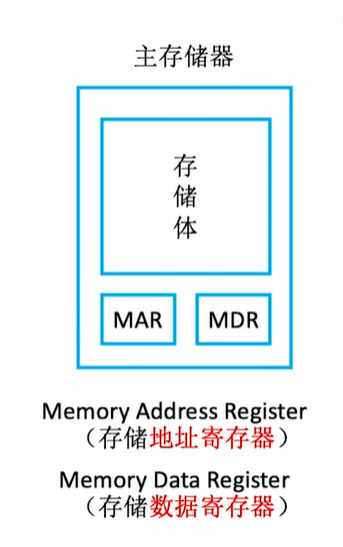 主存储器
存
储
体
MAR MDR
Memory Address Register
（存储地址寄存器）
Memory Data Register
（存储数据寄存器）